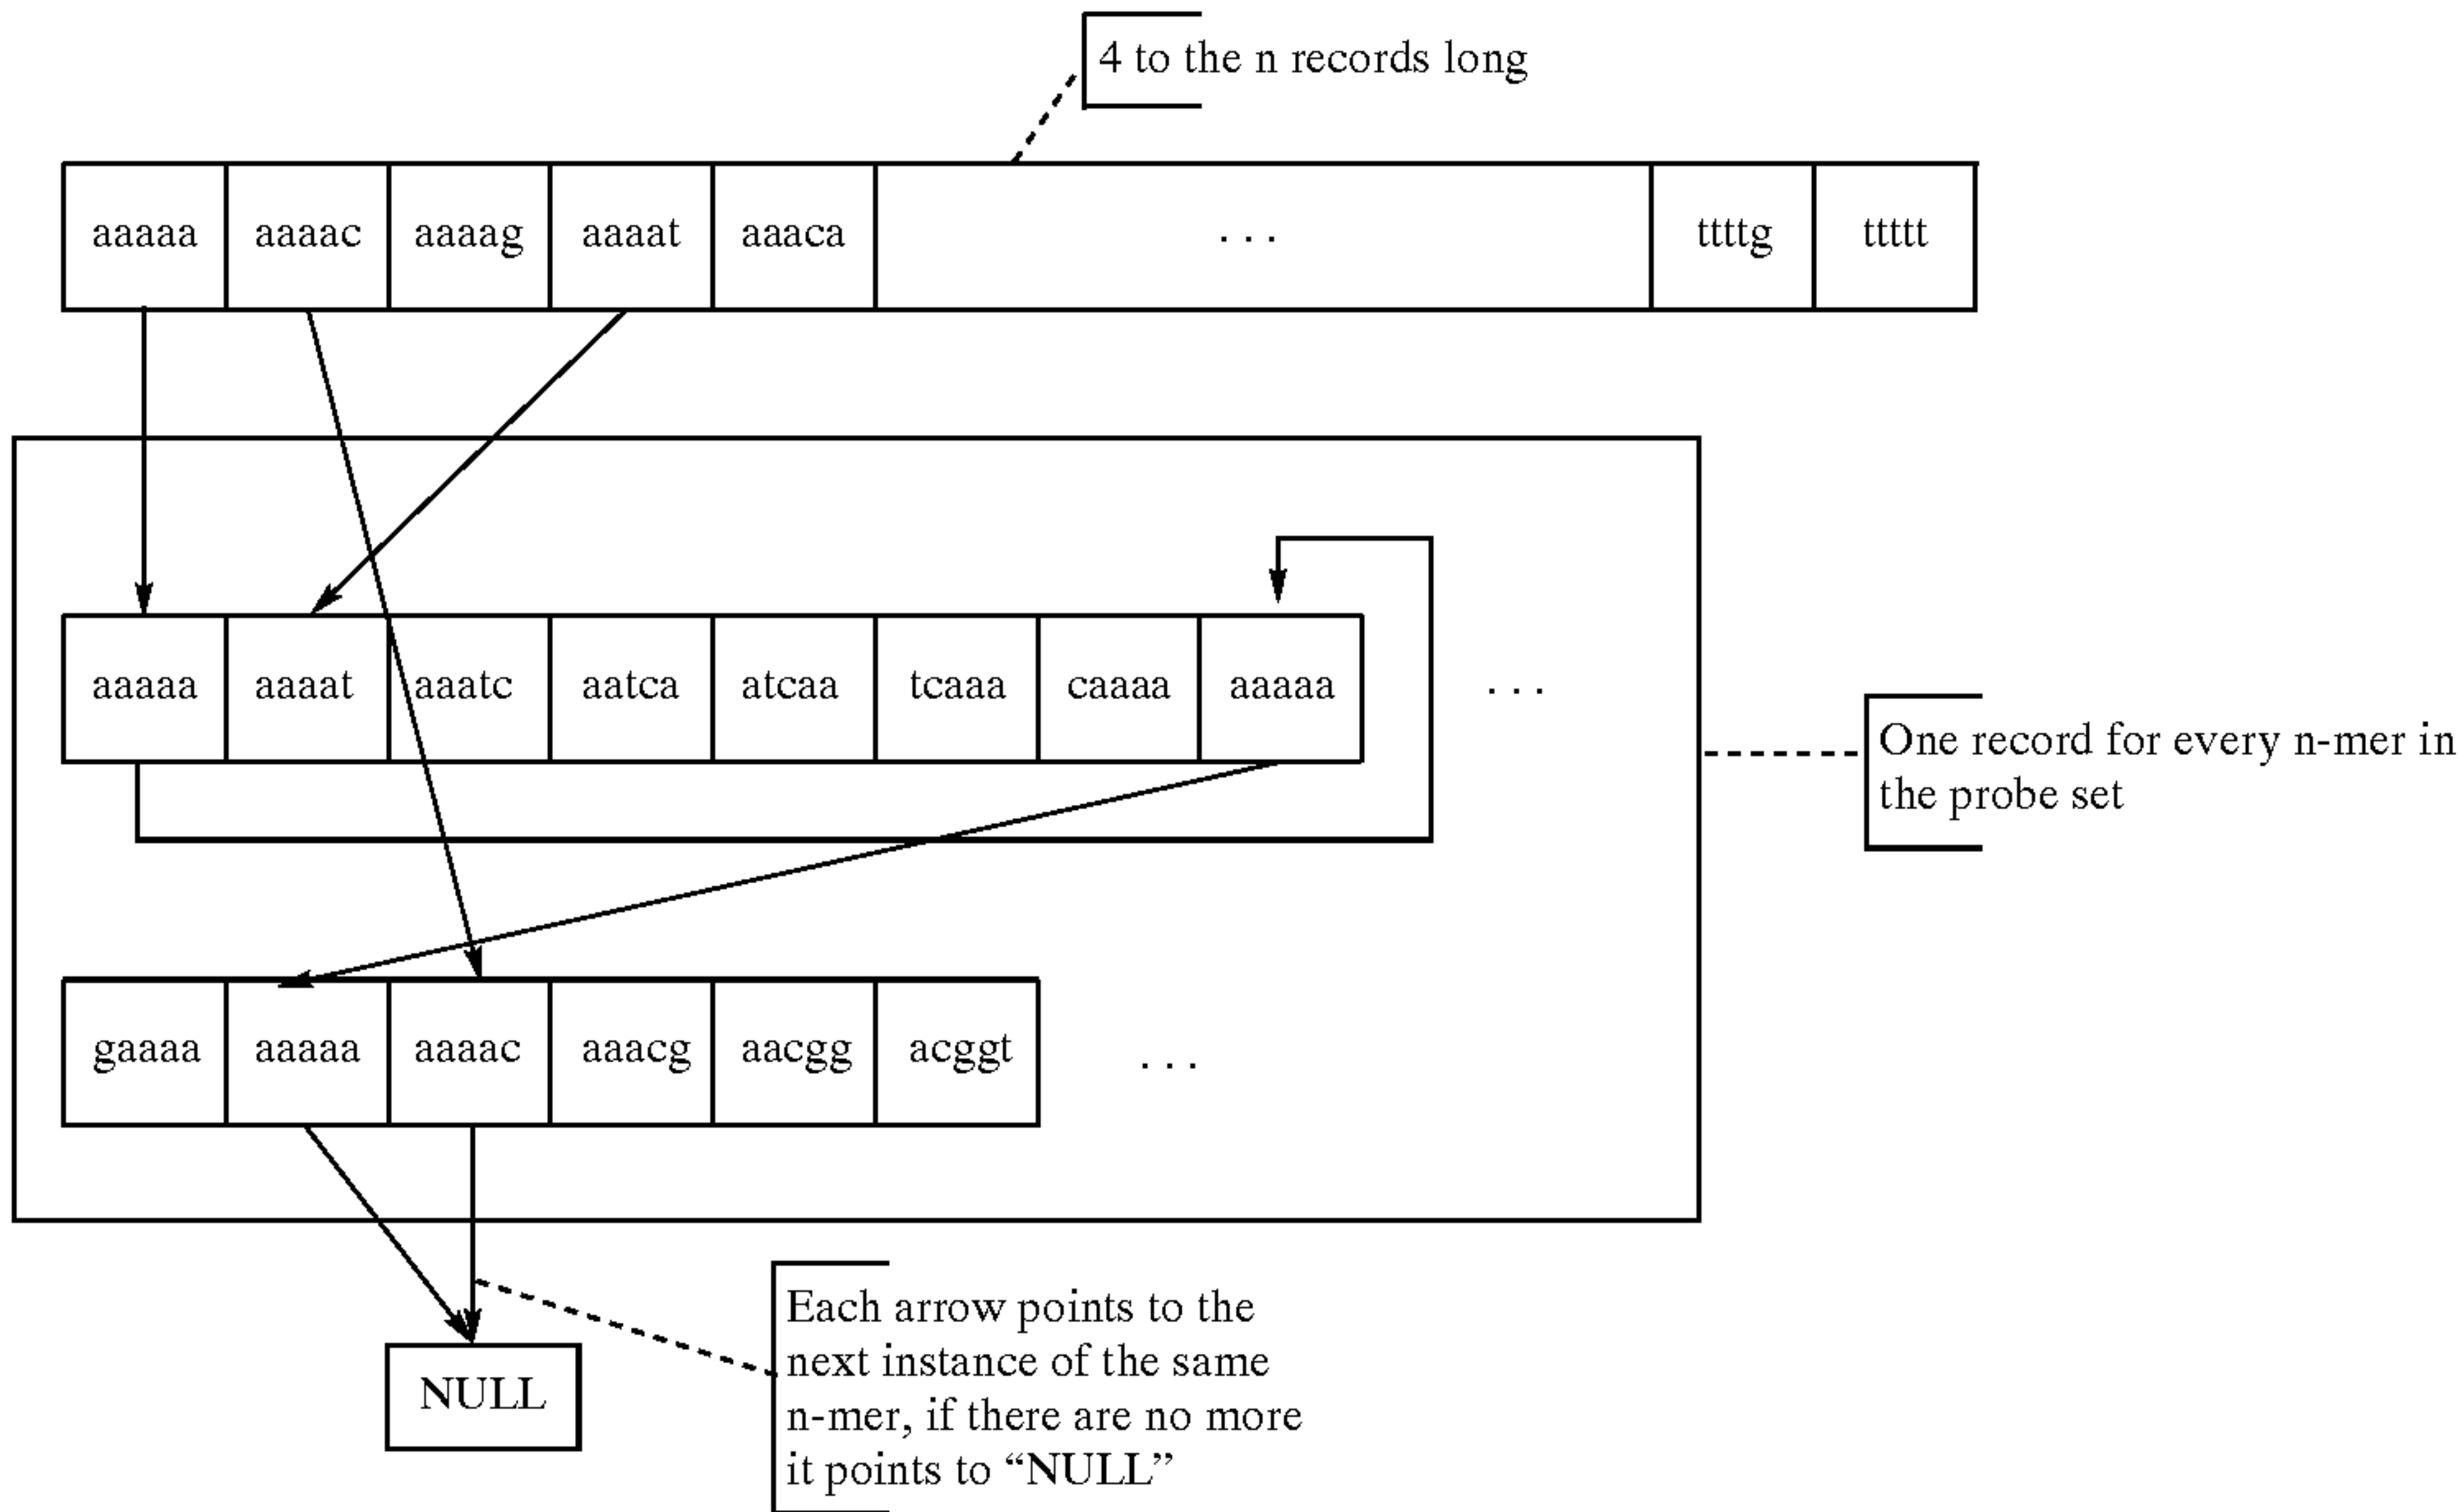 4 to the n records long
aaaaa aaaac aaaag aaaat aaaca . . . ttttg ttttt
aaaaa aaaat aaatc aatca atcaa tcaaa caaaa aaaaa . . .
One record for every n-mer in
the probe set
gaaaa aaaaa aaaac aaacg aacgg acggt . . .
Each arrow points to the
next instance of the same
n-mer, if there are no more
it points to “NULL”
NULL